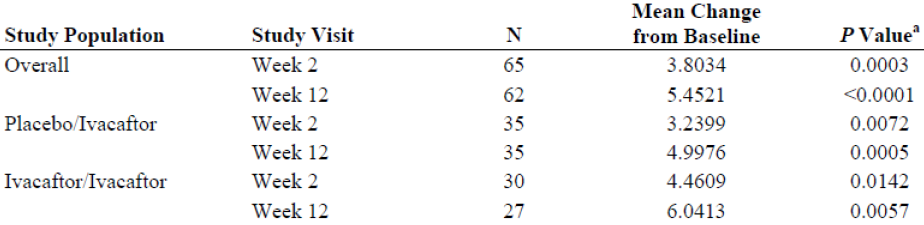 Mean Change
Study Population Study Visit N from Baseline P Valueª
Overall Week 2 65 3.8034 0.0003
Week 12 62 5.4521 <0.0001
Placebo/Ivacaftor Week 2 35 3.2399 0.0072
Week 12 35 4.9976 0.0005
Ivacaftor/Ivacaftor Week 2 30 4.4609 0.0142
Week 12 27 6.0413 0.0057